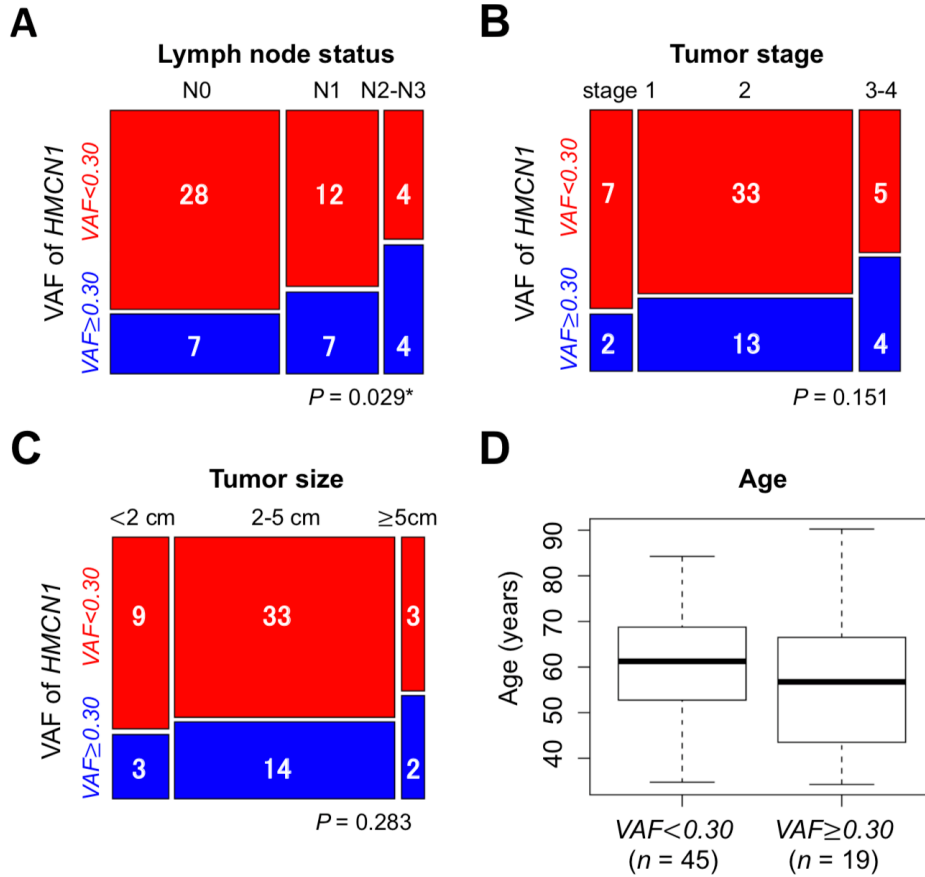 A
Lymph node status
N0 N1 N2-N3
VAF of HMCN1
VAF<0.30
VAF≥0.30
28 12 4
7 7 4
P = 0.029*
B
Tumor stage
stage 1 2 3-4
VAF of HMCN1
VAF<0.30
VAF≥0.30
7 33 5
2 13 4
P = 0.151
C
Tumor size
<2 cm 2-5 cm ≥5cm
VAF of HMCN1
VAF<0.30
VAF≥0.30
9 33 3
3 14 2
P = 0.283
D
Age
Age (years)
90
80
70
60
50
40
VAF<0.30 VAF≥0.30
(n = 45) (n = 19)